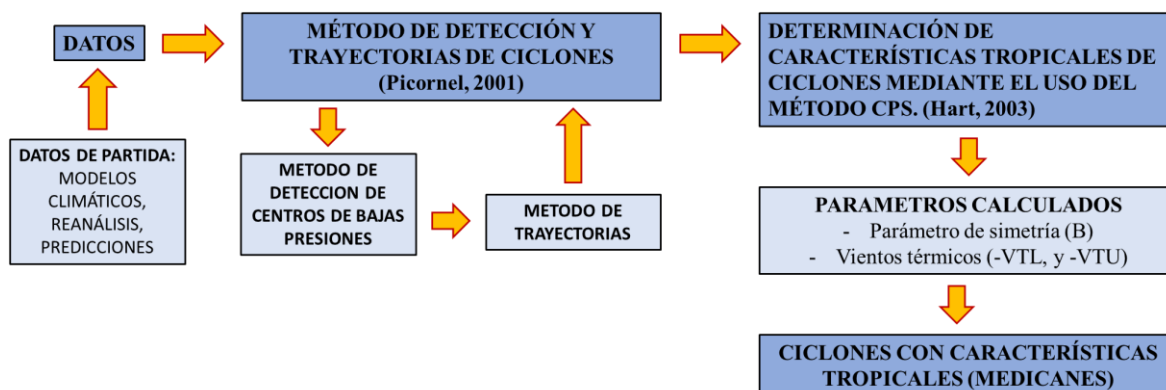 DATOS
DATOS DE PARTIDA:
MODELOS
CLIMÁTICOS,
REANÁLISIS,
PREDICCIONES
MÉTODO DE DETECCIÓN Y
TRAYECTORIAS DE CICLONES
(Picornel, 2001)
METODO DE
DETECCION DE
CENTROS DE BAJAS
PRESIONES
METODO DE
TRAYECTORIAS
DETERMINACIÓN DE
CARACTERÍSTICAS TROPICALES DE
CICLONES MEDIANTE EL USO DEL
MÉTODO CPS. (Hart, 2003)
PARAMETROS CALCULADOS
- Parámetro de simetría (B)
- Vientos térmicos (-VTL, y -VTU)
CICLONES CON CARACTERÍSTICAS
TROPICALES (MEDICANES)